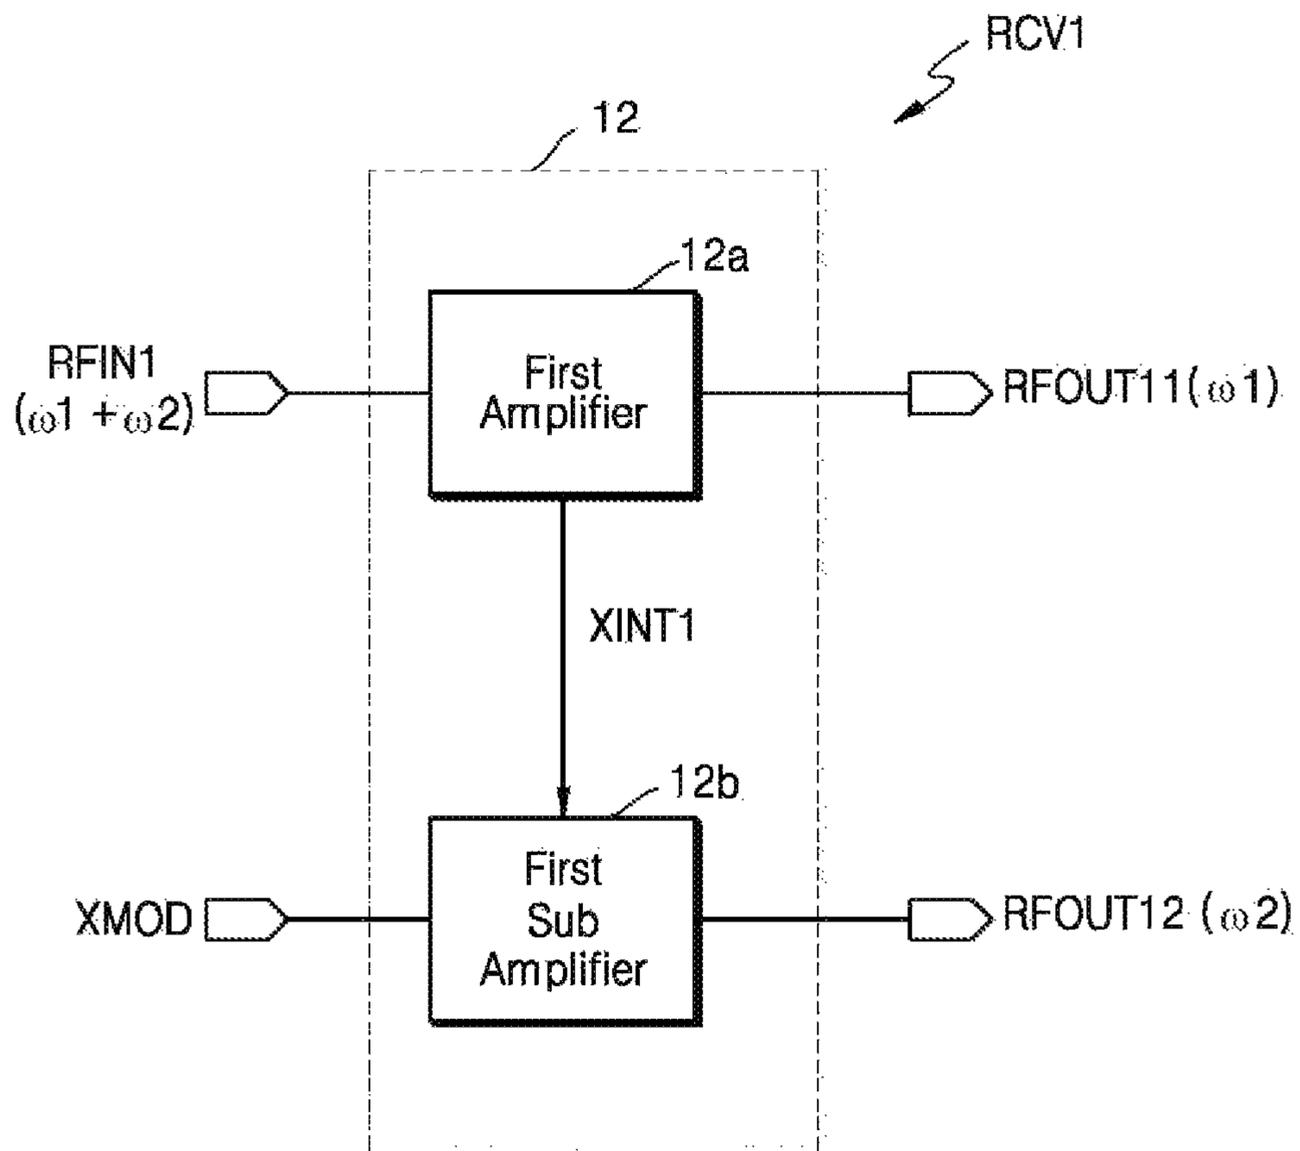 RCV1
12
12a
RFIN1
(ω1 +ω2)
First
Amplifier
RFOUT11(ω1)
XINT1
12b
XMOD
First
Sub
Amplifier
RFOUT12 (ω2)